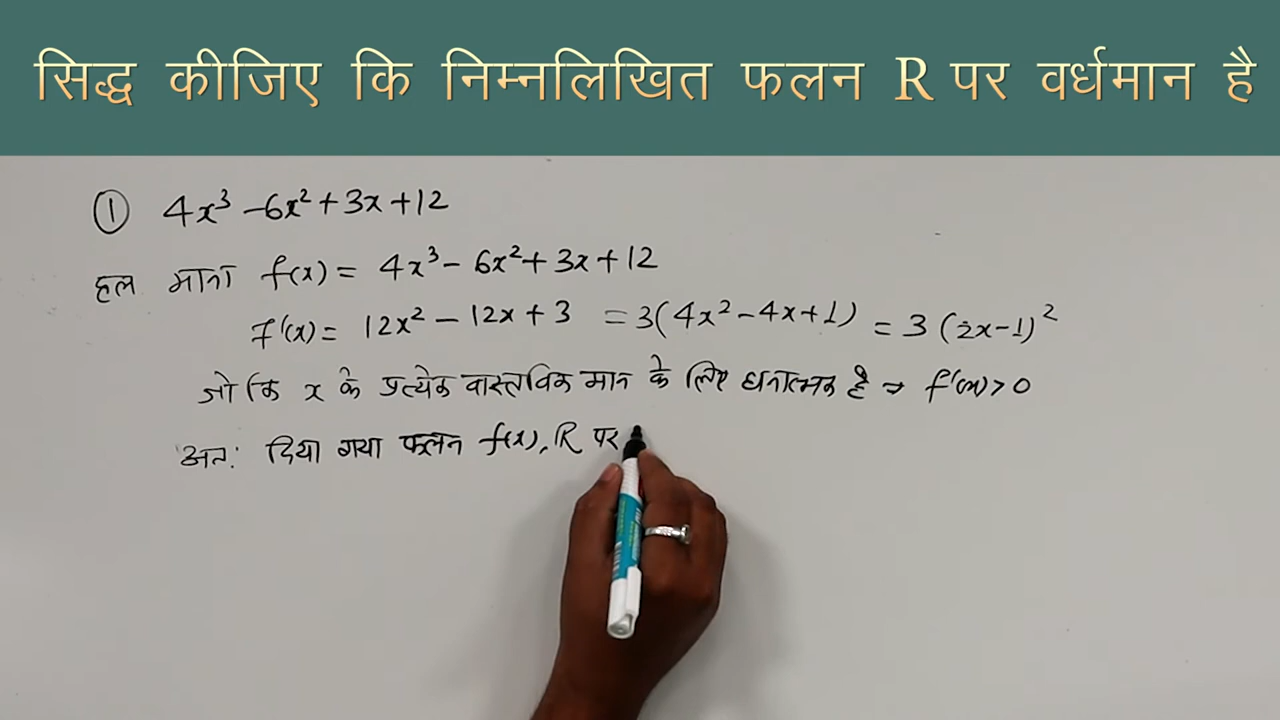 सिद्ध कीजिए कि निम्नलिखित फलन R पर वर्धमान है
① 4x³ -6x² + 3x + 12
हल माना f(x) = 4x³ - 6x² + 3x + 12
f'(x) = 12x² - 12x + 3 = 3(4x² - 4x + 1) = 3(2x-1)²
जो कि x के प्रत्येक वास्तविक मान के लिए धनात्मक है ⇒ f'(x) > 0
अतः दिया गया फलन f(x), R पर